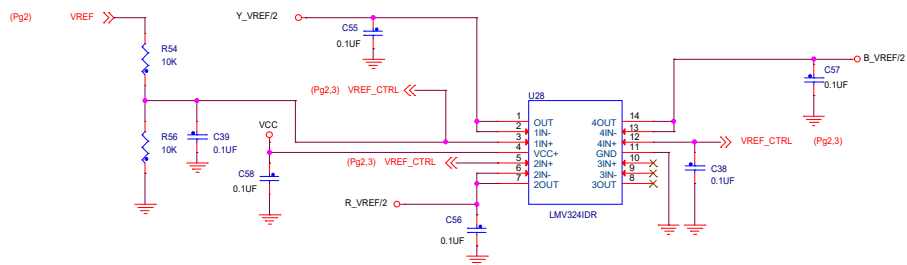 (Pg2) VREF
Y_VREF/2
C55
0.1UF
R54
10K
C57
0.1UF
B_VREF/2
(Pg2,3) VREF_CTRL
U28
1 OUT 4OUT 14
2 1IN- 4IN- 13
3 1IN+ 4IN+ 12
4 VCC+ GND 11
5 2IN+ 3IN+ 10
6 2IN- 3IN- 9
7 2OUT 3OUT 8
LMV324IDR
VREF_CTRL (Pg2,3)
R56
10K
C39
0.1UF
VCC
(Pg2,3) VREF_CTRL
C58
0.1UF
C38
0.1UF
R_VREF/2
C56
0.1UF